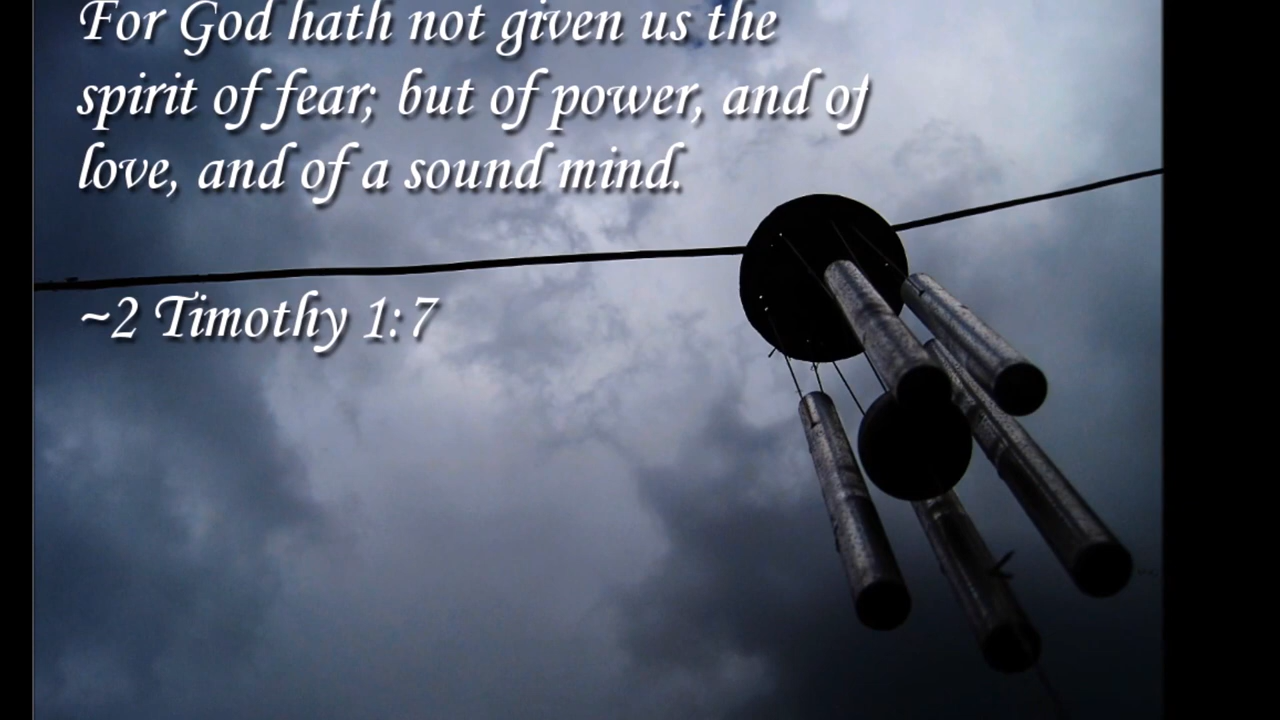 For God hath not given us the
spirit of fear; but of power, and of
love, and of a sound mind.
~2 Timothy 1:7